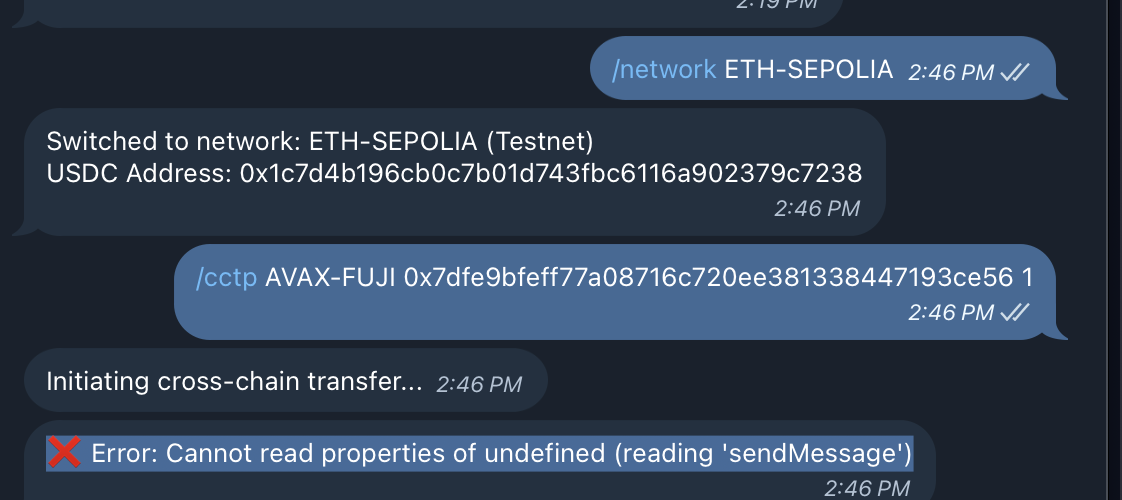 2:19 PM
/network ETH-SEPOLIA 2:46 PM
Switched to network: ETH-SEPOLIA (Testnet)
USDC Address: 0x1c7d4b196cb0c7b01d743fbc6116a902379c7238
2:46 PM
/cctp AVAX-FUJI 0x7dfe9bfeff77a08716c720ee381338447193ce56 1
2:46 PM
Initiating cross-chain transfer... 2:46 PM
❌ Error: Cannot read properties of undefined (reading 'sendMessage')
2:46 PM